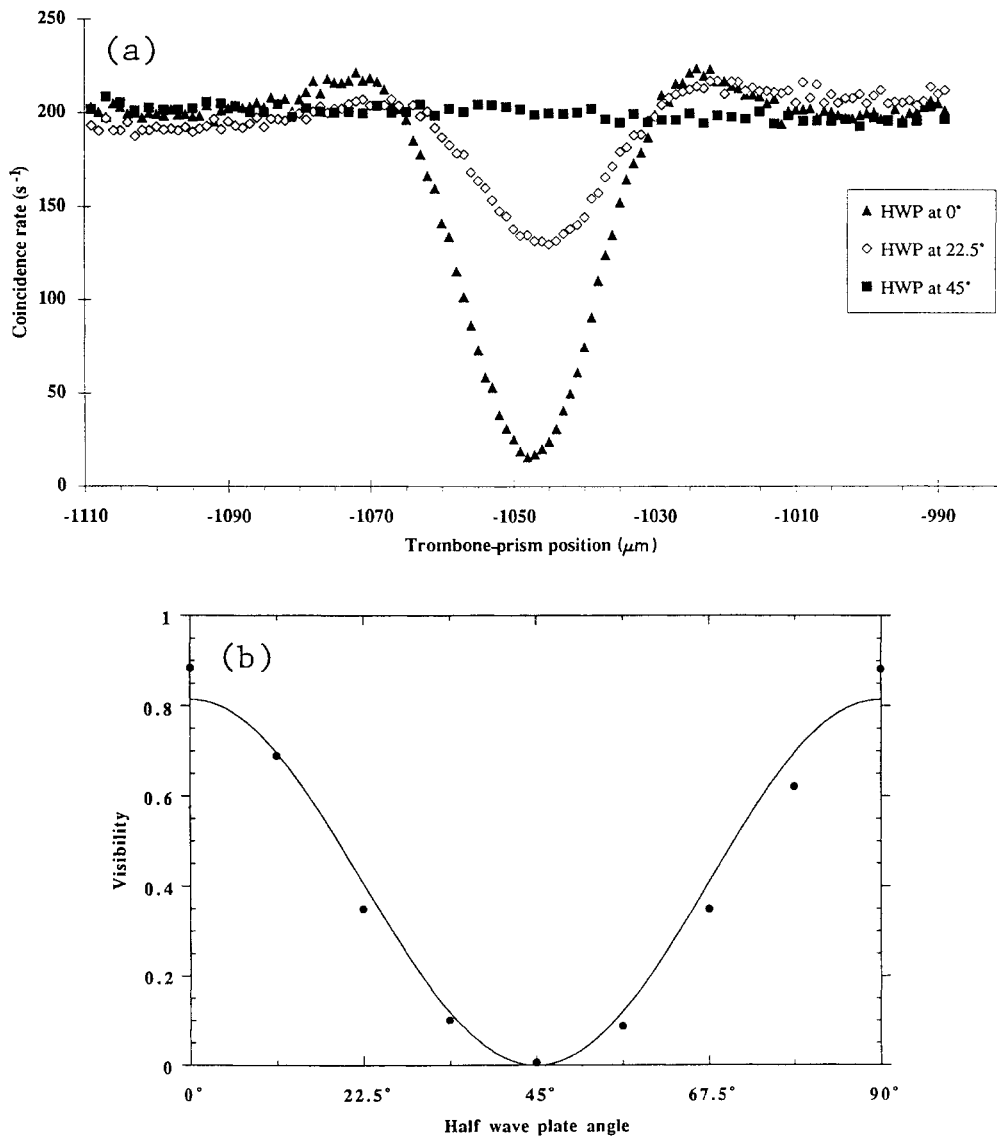 (a)
250
200
150
100
50
0
Coincidence rate (s⁻¹)
-1110 -1090 -1070 -1050 -1030 -1010 -990
Trombone-prism position (μm)
HWP at 0°
HWP at 22.5°
HWP at 45°
(b)
1
0.8
0.6
0.4
0.2
0
Visibility
0° 22.5° 45° 67.5° 90°
Half wave plate angle